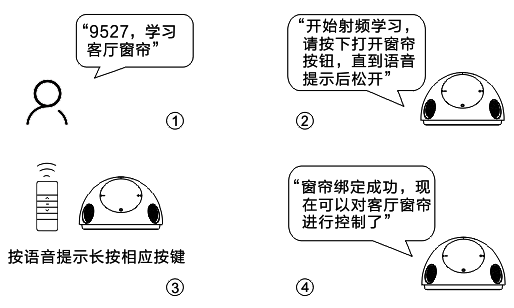 “9527，学习
客厅窗帘”
①
“开始射频学习，
请按下打开窗帘
按钮，直到语音
提示后松开”
②
按语音提示长按相应按键
③
“窗帘绑定成功，现
在可以对客厅窗帘
进行控制了”
④